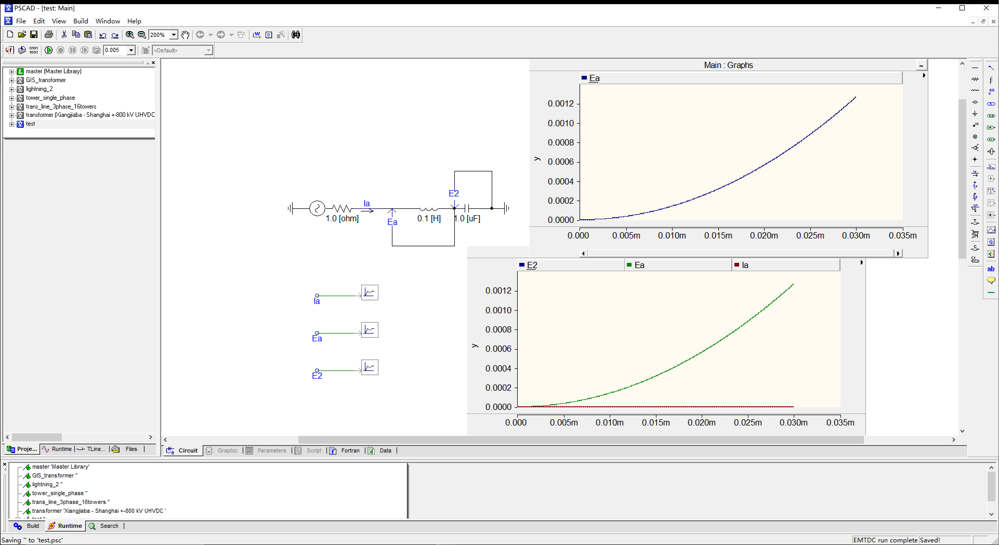 PSCAD - [test: Main]
File Edit View Build Window Help
200%
0.005 <Default>
master (Master Library)
GIS_transformer
lightning_2
tower_single_phase
trans_line_3phase_16towers
transformer (Xiangjiaba - Shanghai +-800 kV UHVDC
test
Main : Graphs
Ea
y
0.0012
0.0010
0.0008
0.0006
0.0004
0.0002
0.0000
0.000 0.005m 0.010m 0.015m 0.020m 0.025m 0.030m 0.035m
E2
Ia
1.0 [ohm] Ea 0.1 [H] 1.0 [uF]
E2 Ea Ia
y
0.0012
0.0010
0.0008
0.0006
0.0004
0.0002
0.0000
0.000 0.005m 0.010m 0.015m 0.020m 0.025m 0.030m 0.035m
Ia
Ea
E2
ab
Proje... Runtime TLine... Files
Circuit Graphic Parameters Script Fortran Data
master 'Master Library'
GIS_transformer ''
lightning_2 ''
tower_single_phase ''
trans_line_3phase_16towers ''
transformer 'Xiangjiaba - Shanghai +-800 kV UHVDC '
Build Runtime Search
Saving '' to 'test.psc'
EMTDC run complete Saved!